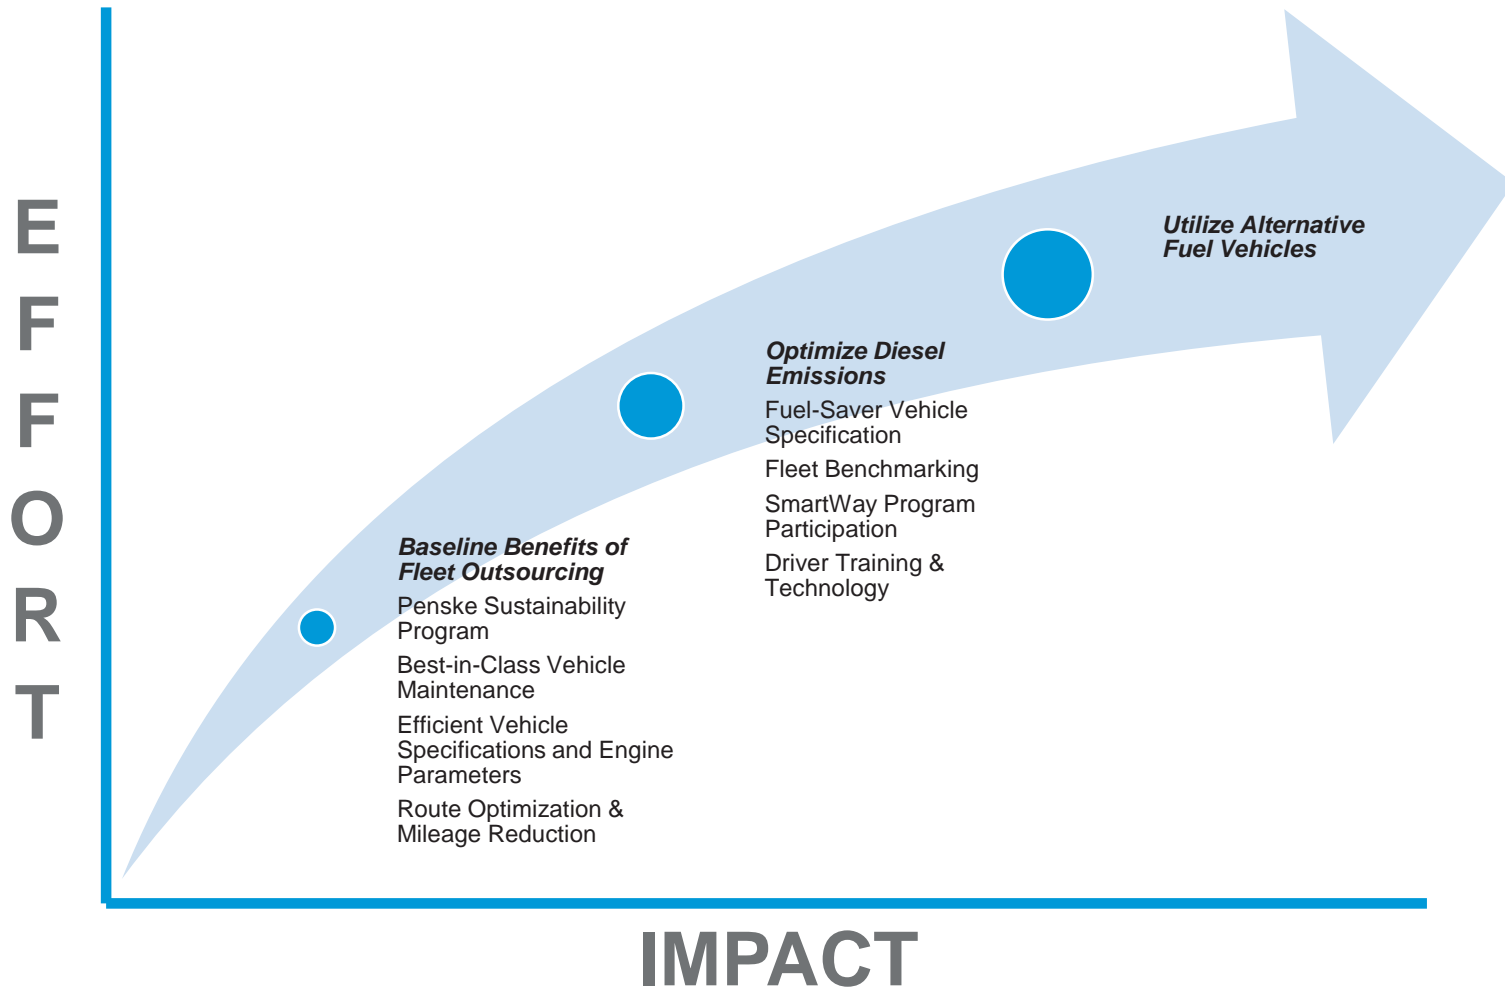 EFFORT
Utilize Alternative
Fuel Vehicles
Optimize Diesel
Emissions
Fuel-Saver Vehicle
Specification
Fleet Benchmarking
SmartWay Program
Participation
Driver Training &
Technology
Baseline Benefits of
Fleet Outsourcing
Penske Sustainability
Program
Best-in-Class Vehicle
Maintenance
Efficient Vehicle
Specifications and Engine
Parameters
Route Optimization &
Mileage Reduction
IMPACT